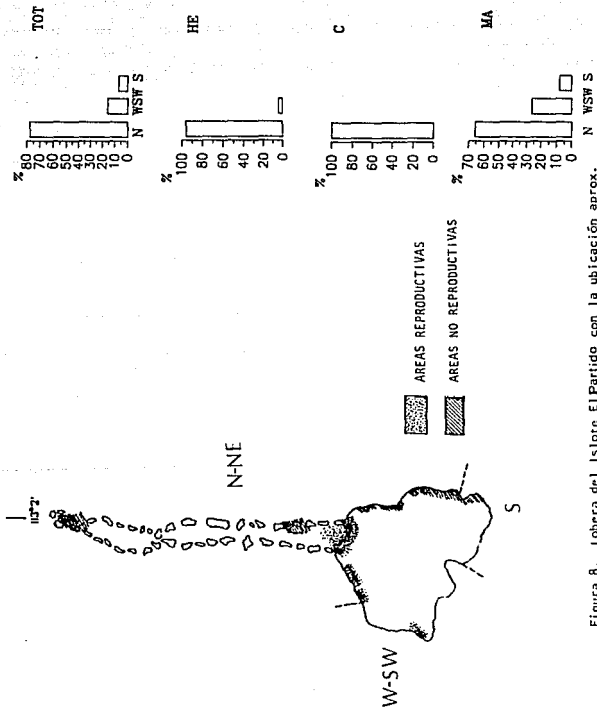 113°2'
N-NE
W-SW
S
AREAS REPRODUCTIVAS
AREAS NO REPRODUCTIVAS
TOT
%
80
70
60
50
40
30
20
10
0
N WSW S
HE
%
100
80
60
40
20
0
C
%
100
80
60
40
20
0
MA
%
70
60
50
40
30
20
10
0
N WSW S
Figura 8. Lobera del Islote El Partido con la ubicación aprox.